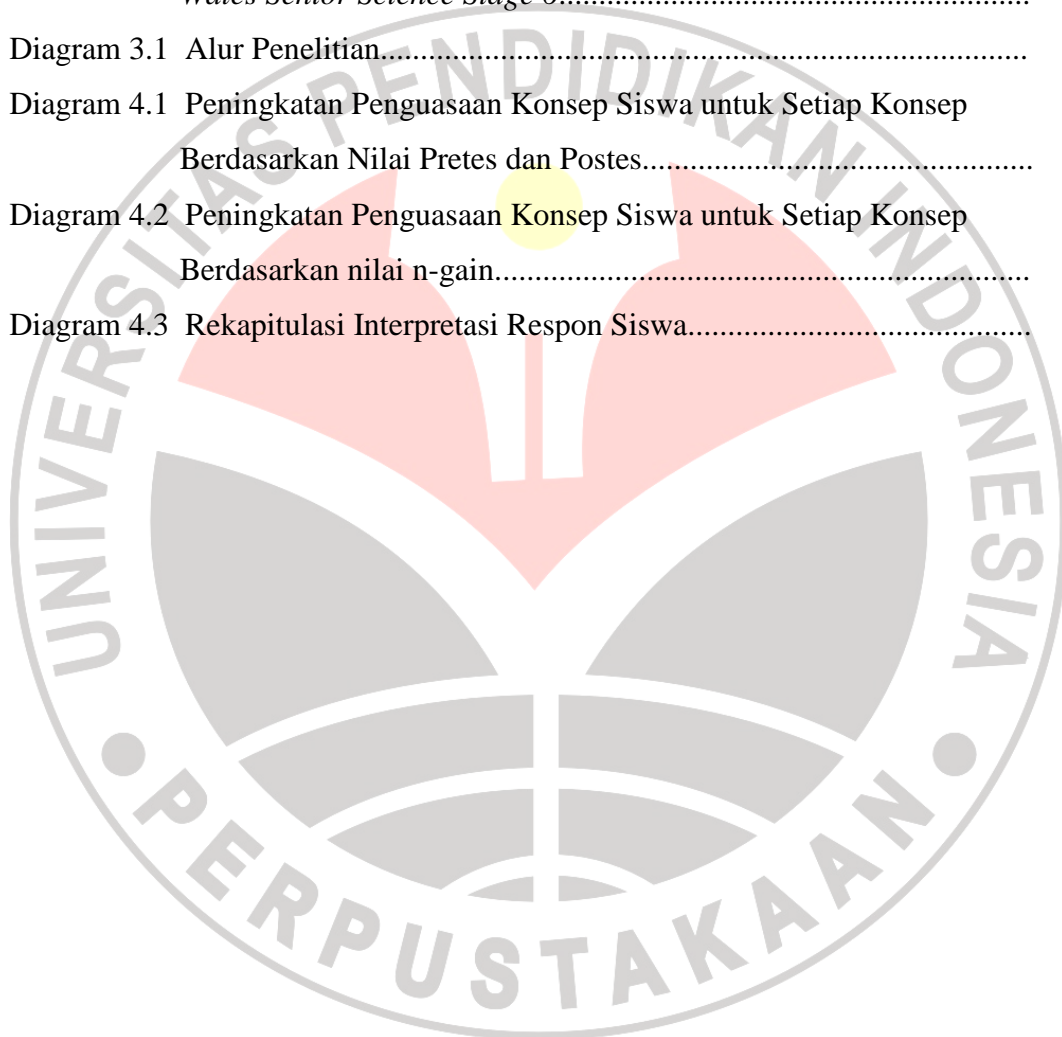 Wales Senior Science Stage 6........................................................
Diagram 3.1 Alur Penelitian................................................................................
Diagram 4.1 Peningkatan Penguasaan Konsep Siswa untuk Setiap Konsep
Berdasarkan Nilai Pretes dan Postes...............................................
Diagram 4.2 Peningkatan Penguasaan Konsep Siswa untuk Setiap Konsep
Berdasarkan nilai n-gain.................................................................
Diagram 4.3 Rekapitulasi Interpretasi Respon Siswa..........................................
UNIVERSITAS PENDIDIKAN INDONESIA
PERPUSTAKAAN